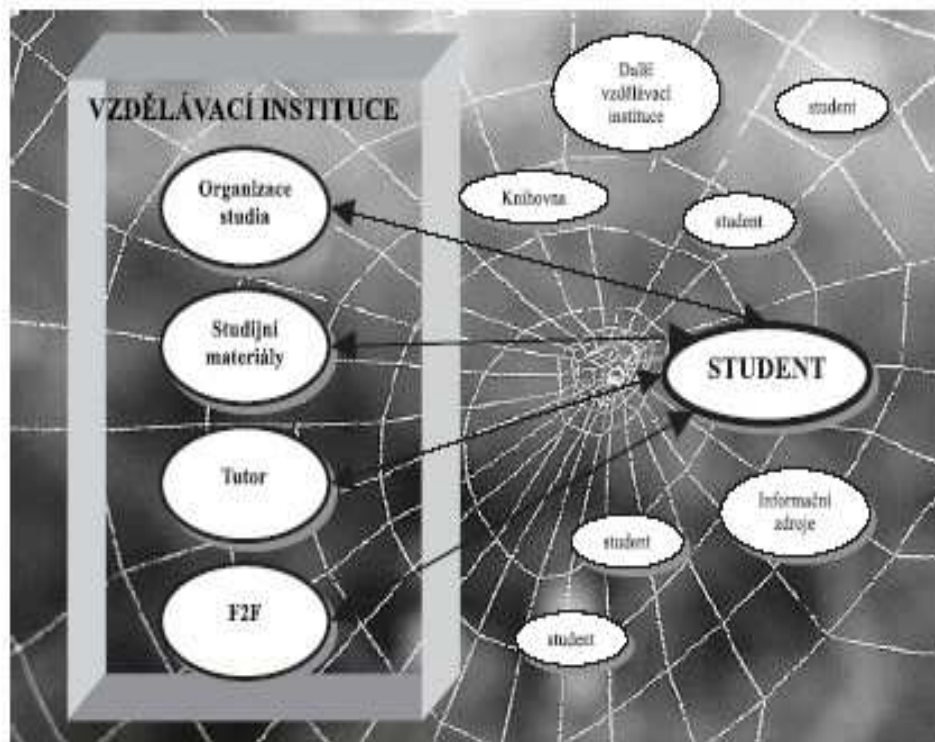 VZDĚLÁVACÍ INSTITUCE
Organizace
studia
Studijní
materiály
Tutor
F2F
Další
vzdělávací
instituce
student
Knihovna
student
STUDENT
Informační
zdroje
student
student